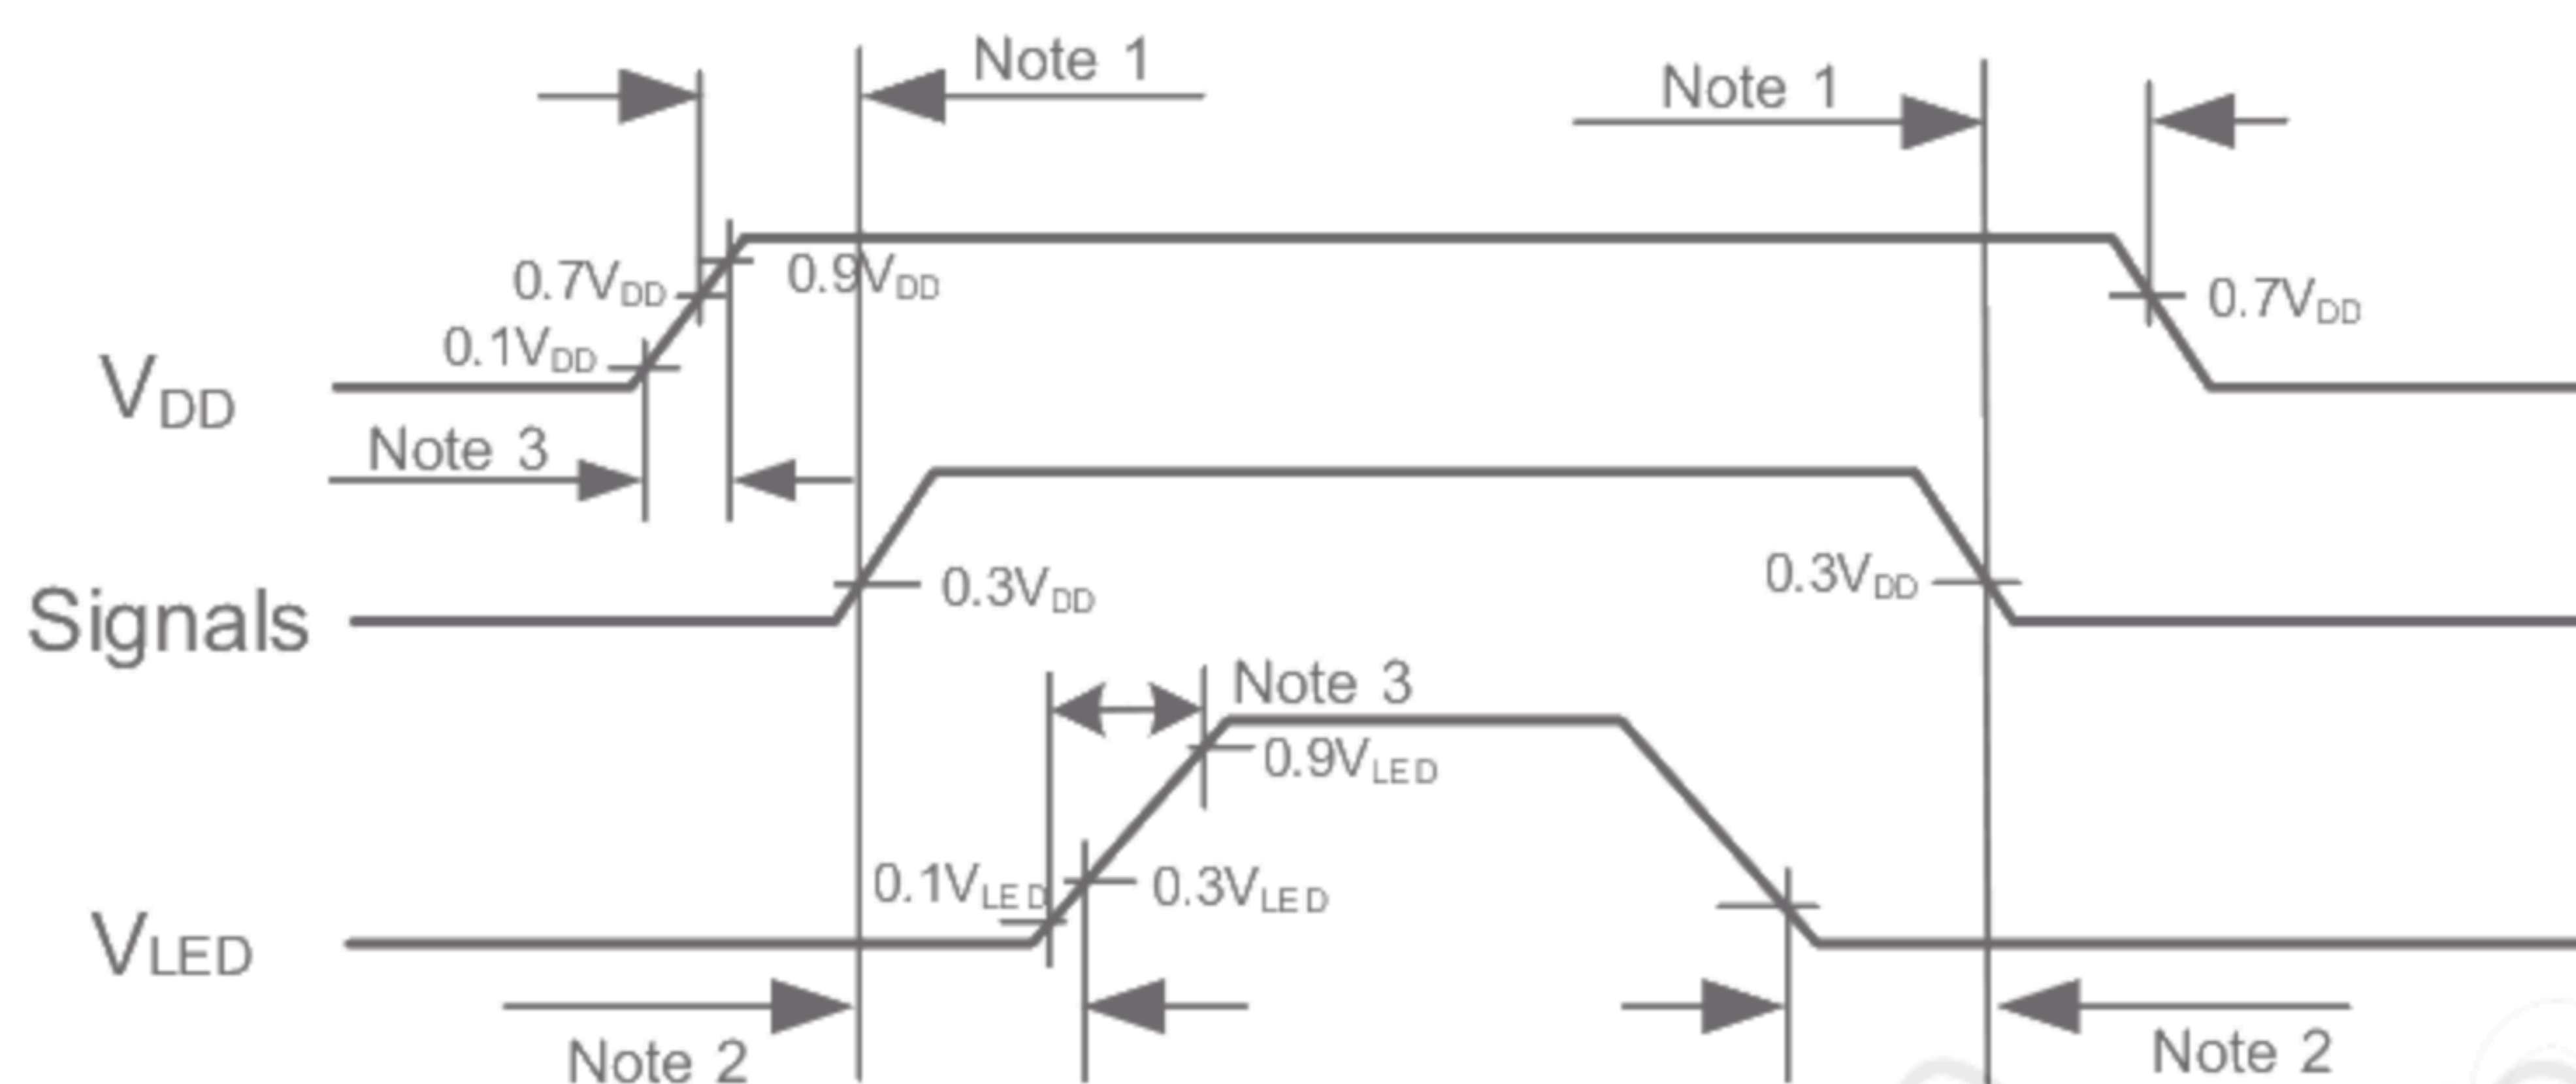 Note 1
Note 1
0.7VDD
0.9VDD
0.7VDD
0.1VDD
VDD
Note 3
0.3VDD
0.3VDD
Signals
Note 3
0.9VLED
0.1VLED
0.3VLED
VLED
Note 2
Note 2